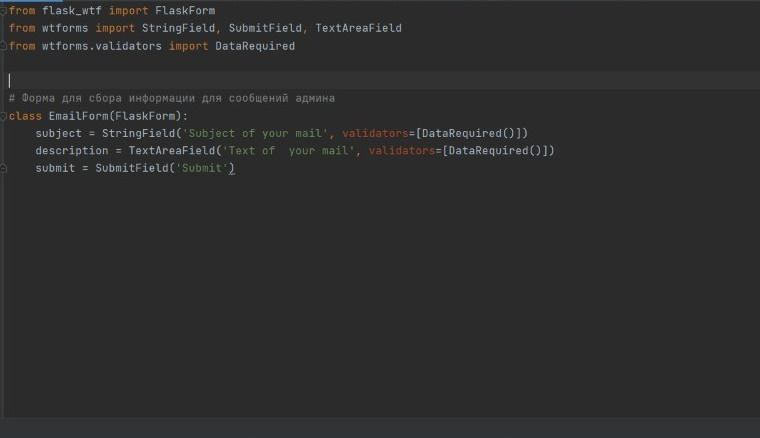 from flask_wtf import FlaskForm
from wtforms import StringField, SubmitField, TextAreaField
from wtforms.validators import DataRequired
# Форма для сбора информации для сообщений админа
class EmailForm(FlaskForm):
    subject = StringField('Subject of your mail', validators=[DataRequired()])
    description = TextAreaField('Text of  your mail', validators=[DataRequired()])
    submit = SubmitField('Submit')